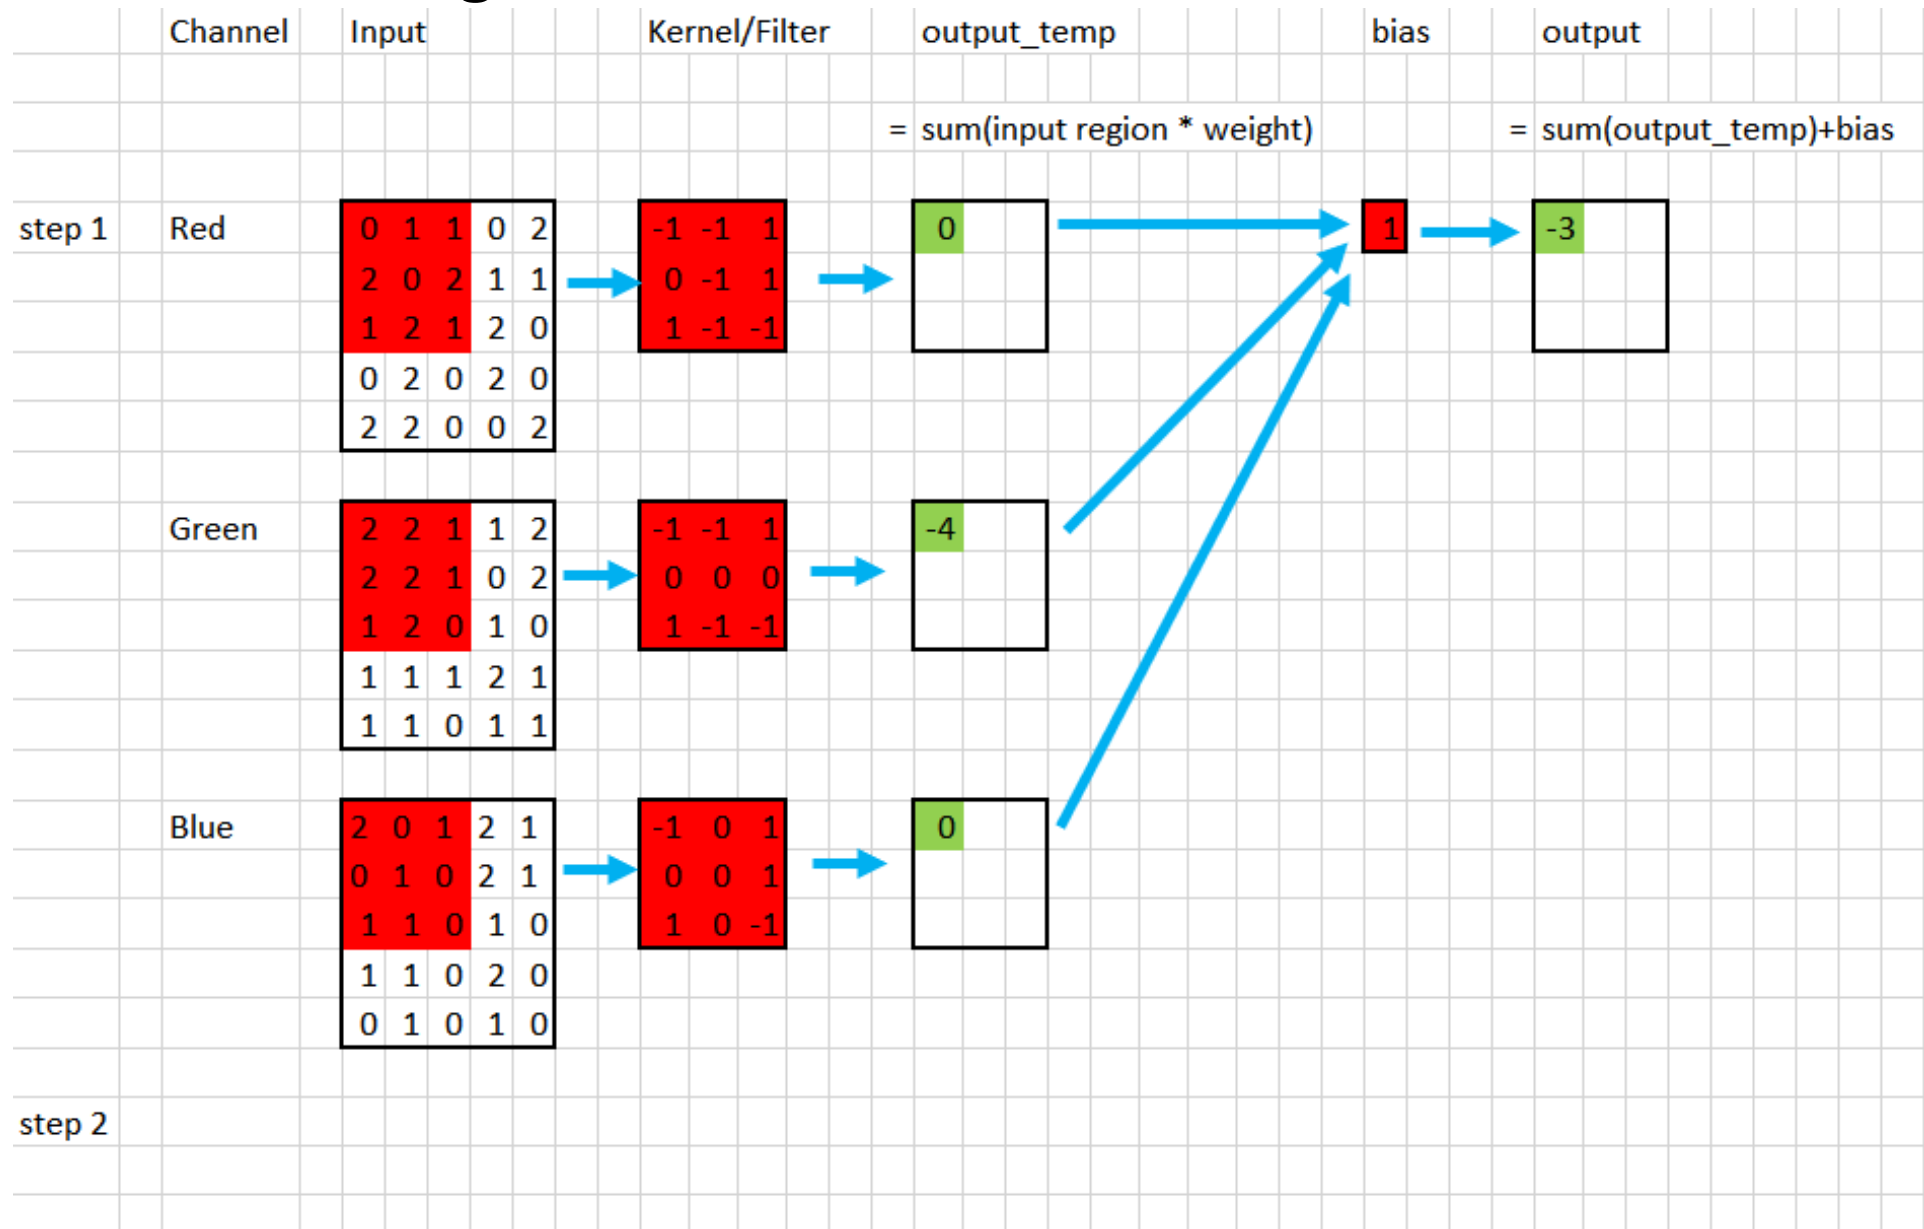 Channel Input Kernel/Filter output_temp bias output
= sum(input region * weight) = sum(output_temp)+bias
step 1 Red 0 1 1 0 2 -1 -1 1 0 1 -3
2 0 2 1 1 0 -1 1
1 2 1 2 0 1 -1 -1
0 2 0 2 0
2 2 0 0 2
Green 2 2 1 1 2 -1 -1 1 -4
2 2 1 0 2 0 0 0
1 2 0 1 0 1 -1 -1
1 1 1 2 1
1 1 0 1 1
Blue 2 0 1 2 1 -1 0 1 0
0 1 0 2 1 0 0 1
1 1 0 1 0 1 0 -1
1 1 0 2 0
0 1 0 1 0
step 2